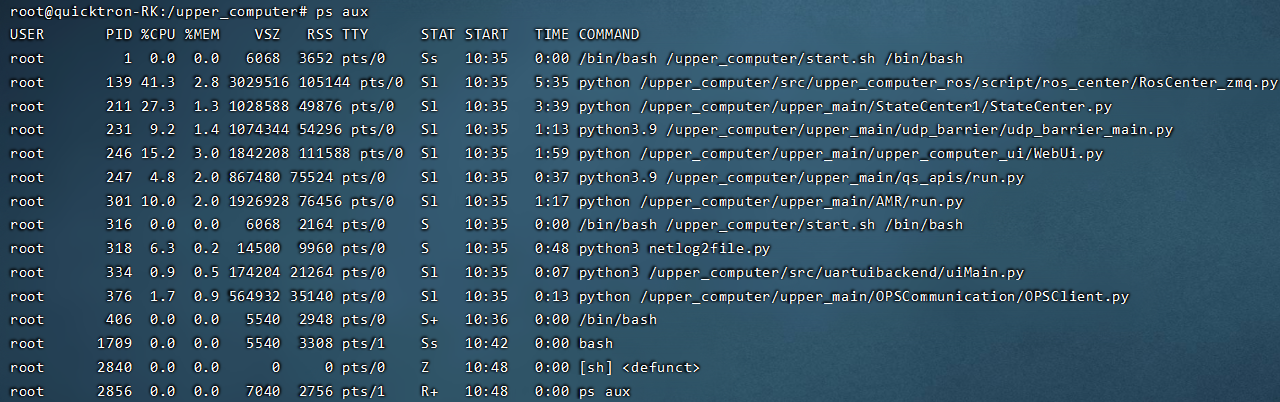 root@quicktron-RK:/upper_computer# ps aux
USER PID %CPU %MEM VSZ RSS TTY STAT START TIME COMMAND
root 1 0.0 0.0 6068 3652 pts/0 Ss 10:35 0:00 /bin/bash /upper_computer/start.sh /bin/bash
root 139 41.3 2.8 3029516 105144 pts/0 Sl 10:35 5:35 python /upper_computer/src/upper_computer_ros/script/ros_center/RosCenter_zmq.py
root 211 27.3 1.3 1028588 49876 pts/0 Sl 10:35 3:39 python /upper_computer/upper_main/StateCenter1/StateCenter.py
root 231 9.2 1.4 1074344 54296 pts/0 Sl 10:35 1:13 python3.9 /upper_computer/upper_main/udp_barrier/udp_barrier_main.py
root 246 15.2 3.0 1842208 111588 pts/0 Sl 10:35 1:59 python /upper_computer/upper_main/upper_computer_ui/WebUi.py
root 247 4.8 2.0 867480 75524 pts/0 Sl 10:35 0:37 python3.9 /upper_computer/upper_main/qs_apis/run.py
root 301 10.0 2.0 1926928 76456 pts/0 Sl 10:35 1:17 python /upper_computer/upper_main/AMR/run.py
root 316 0.0 0.0 6068 2164 pts/0 S 10:35 0:00 /bin/bash /upper_computer/start.sh /bin/bash
root 318 6.3 0.2 14500 9960 pts/0 S 10:35 0:48 python3 netlog2file.py
root 334 0.9 0.5 174204 21264 pts/0 Sl 10:35 0:07 python3 /upper_computer/src/uartuibackend/uiMain.py
root 376 1.7 0.9 564932 35140 pts/0 Sl 10:35 0:13 python /upper_computer/upper_main/OPSCommunication/OPSClient.py
root 406 0.0 0.0 5540 2948 pts/0 S+ 10:36 0:00 /bin/bash
root 1709 0.0 0.0 5540 3308 pts/1 Ss 10:42 0:00 bash
root 2840 0.0 0.0 0 0 pts/0 Z 10:48 0:00 [sh] <defunct>
root 2856 0.0 0.0 7040 2756 pts/1 R+ 10:48 0:00 ps aux